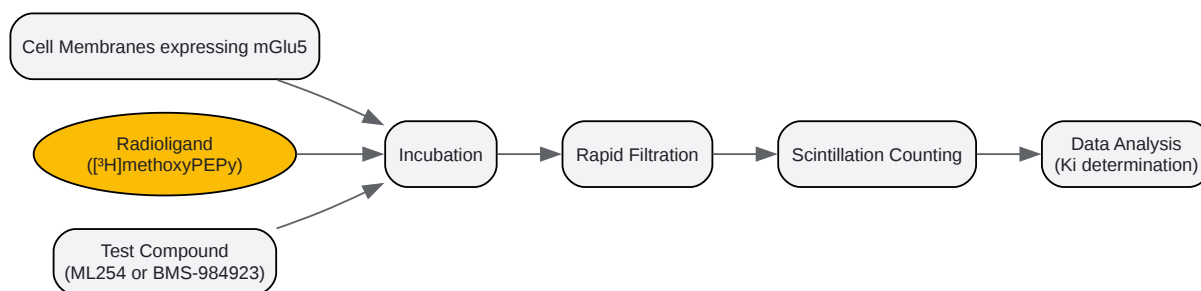 Cell Membranes expressing mGlu5
Radioligand
([³H]methoxyPEPy)
Test Compound
(ML254 or BMS-984923)
Incubation
Rapid Filtration
Scintillation Counting
Data Analysis
(Ki determination)